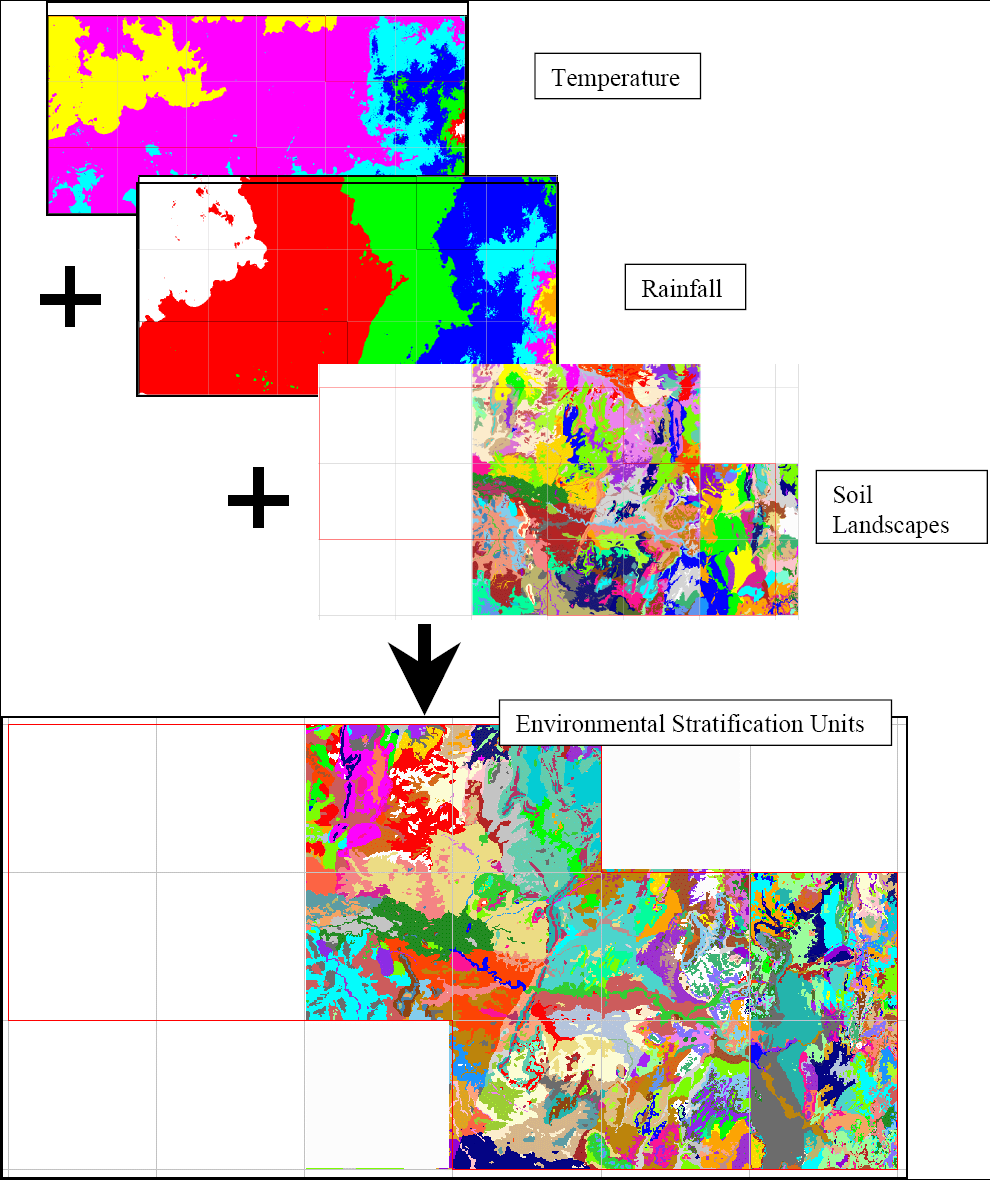 Temperature
Rainfall
Soil
Landscapes
Environmental Stratification Units